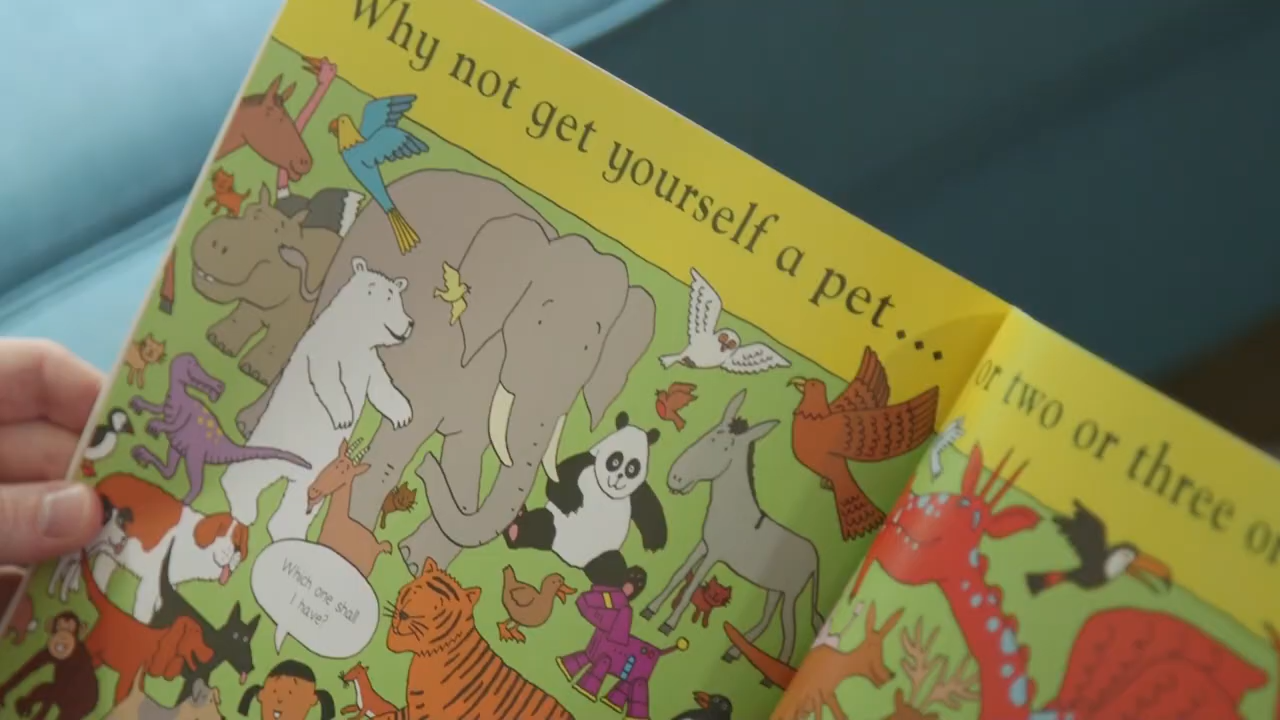 Why not get yourself a pet...
or two or three or
Which one shall
I have?